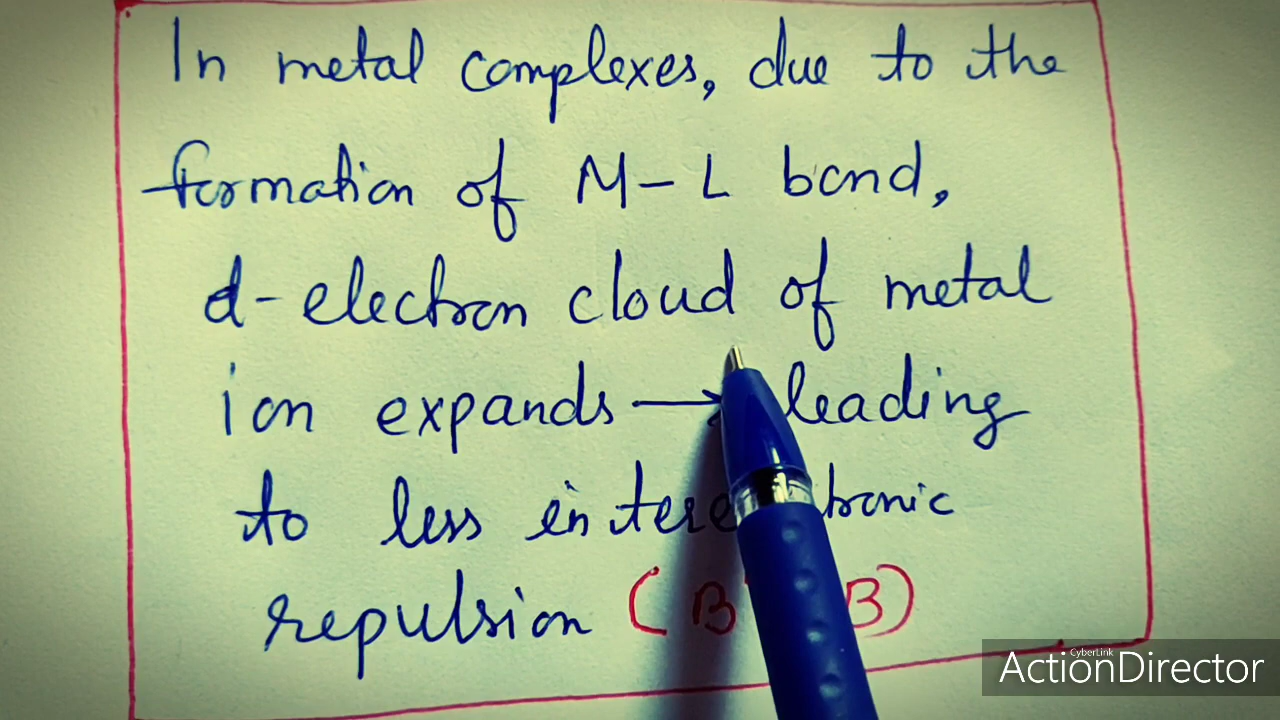 In metal complexes, due to the
formation of M-L bond,
d-electron cloud of metal
ion expands → leading
to less
repulsion (B B)
CyberLink
ActionDirector